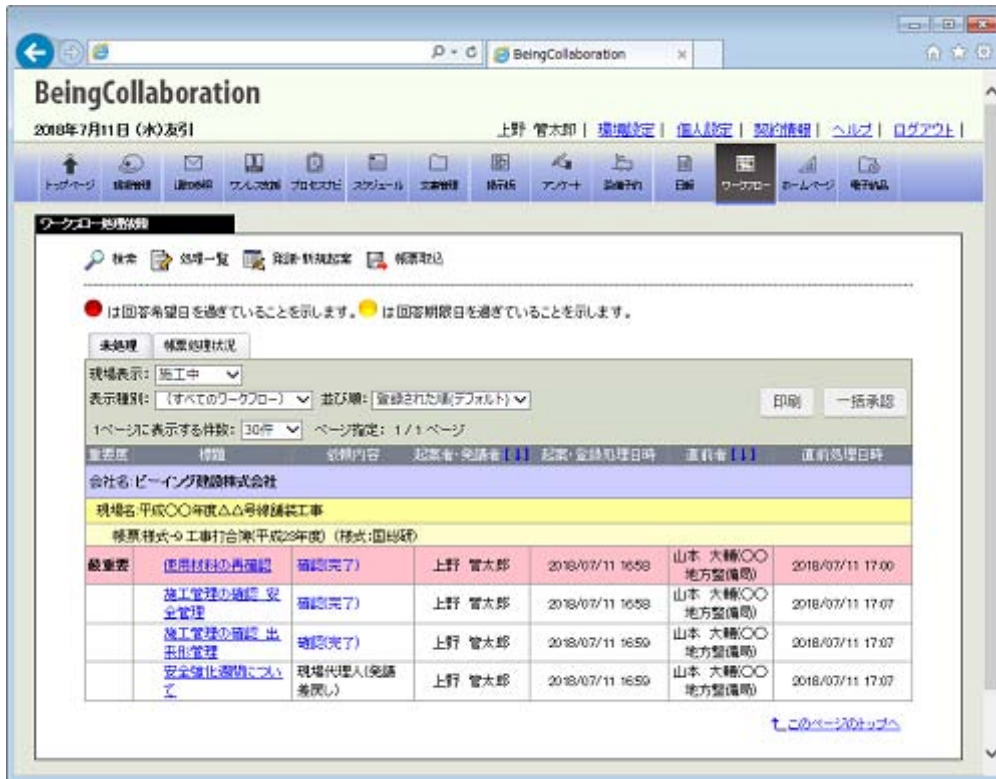 BeingCollaboration
BeingCollaboration
2018年7月11日 (水)友引
上野 管太郎 | 環境設定 | 個人設定 | 契約情報 | ヘルプ | ログアウト |
トップページ スケジュール 文書管理 掲示板 アンケート 設備予約 日報 ワークフロー ホームページ 電子納品
ワークフロー処理依頼
検索 処理一覧 発議・新規起案 帳票取込
は回答希望日を過ぎていることを示します。 は回答期限日を過ぎていることを示します。
未処理 帳票処理状況
現場表示: 施工中
表示種別: (すべてのワークフロー) 並び順: 登録された順(デフォルト) 印刷 一括承認
1ページに表示する件数: 30件 ページ指定: 1/1 ページ
重要度 標題 依頼内容 起案者・発議者[↓] 起案・登録処理日時 直前者[↓] 直前処理日時
会社名:ビーイング建設株式会社
現場名:平成〇〇年度△△号線舗装工事
帳票:様式-9 工事打合簿(平成28年度) (様式:国総研)
最重要 使用材料の再確認 確認(完了) 上野 管太郎 2018/07/11 16:58 山本 大輔(〇〇地方整備局) 2018/07/11 17:00
施工管理の確認_安全管理 確認(完了) 上野 管太郎 2018/07/11 16:58 山本 大輔(〇〇地方整備局) 2018/07/11 17:07
施工管理の確認_出来形管理 確認(完了) 上野 管太郎 2018/07/11 16:59 山本 大輔(〇〇地方整備局) 2018/07/11 17:07
安全強化週間について 現場代理人(発議差戻し) 上野 管太郎 2018/07/11 16:59 山本 大輔(〇〇地方整備局) 2018/07/11 17:07
このページのトップへ